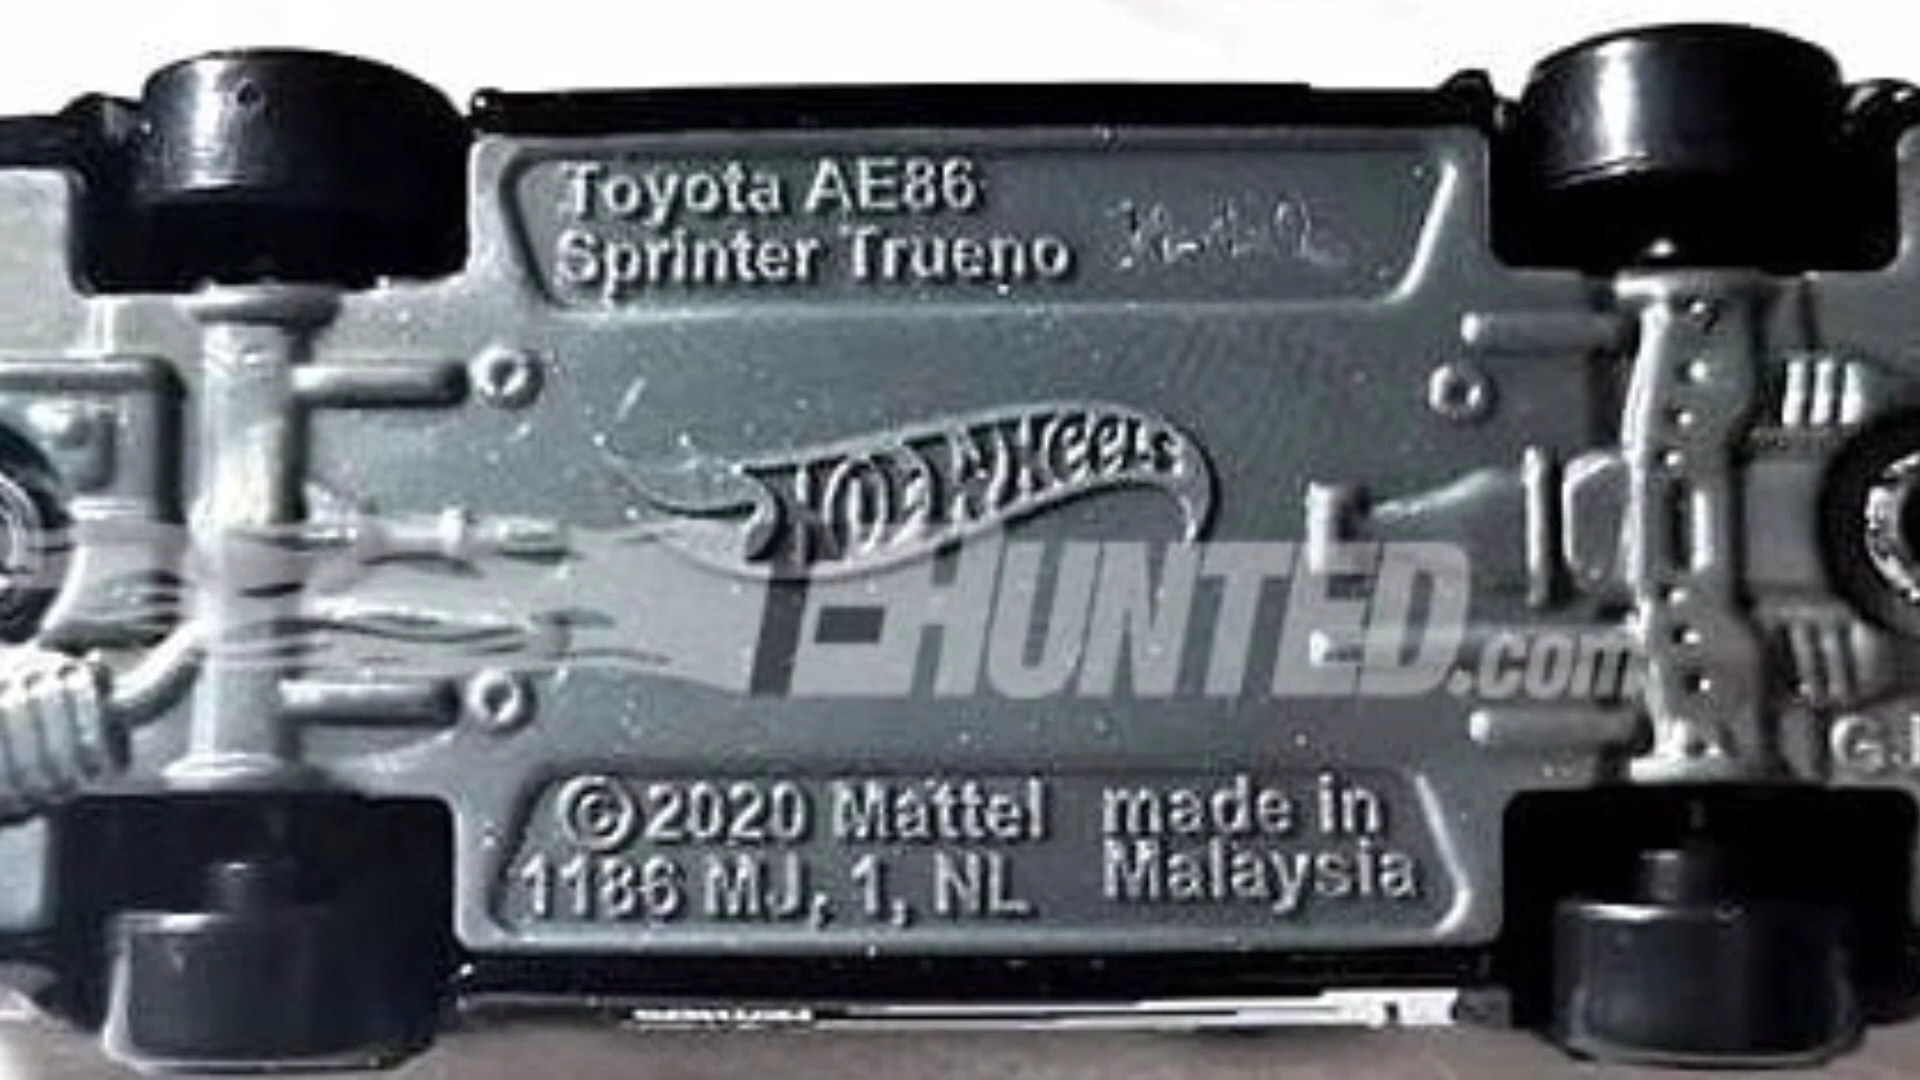 Toyota AE86
Sprinter Trueno
HOT WHEELS
T-HUNTED.com
©2020 Mattel made in
1186 MJ, 1, NL Malaysia